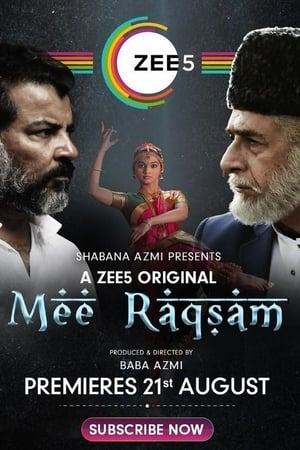 ZEE5
SHABANA AZMI PRESENTS
A ZEE5 ORIGINAL
Mee Raqsam
PRODUCED & DIRECTED BY
BABA AZMI
PREMIERES 21st AUGUST
SUBSCRIBE NOW